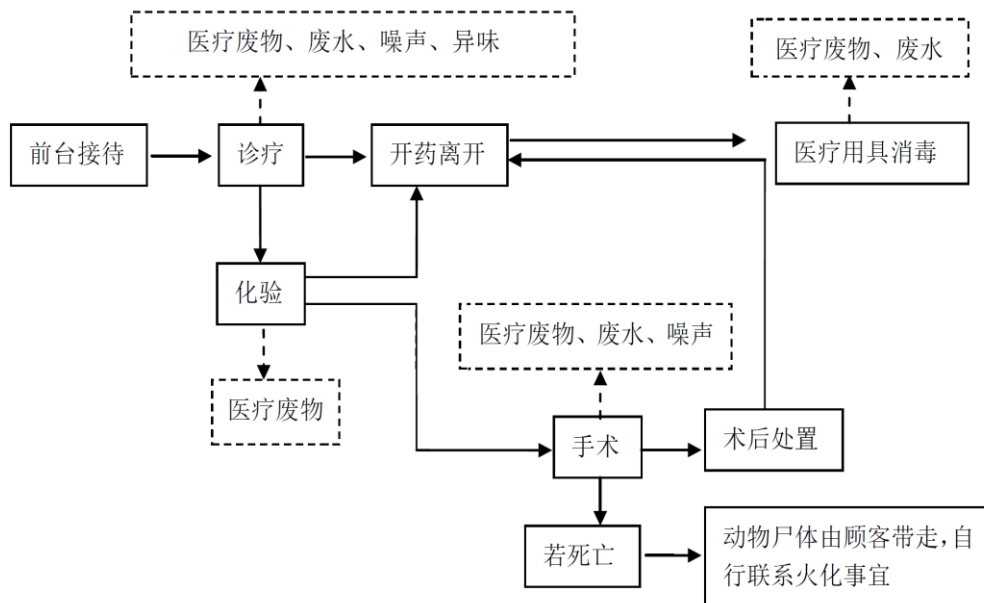 医疗废物、废水、噪声、异味
医疗废物、废水
前台接待
诊疗
开药离开
医疗用具消毒
化验
医疗废物、废水、噪声
医疗废物
手术
术后处置
若死亡
动物尸体由顾客带走，自
行联系火化事宜